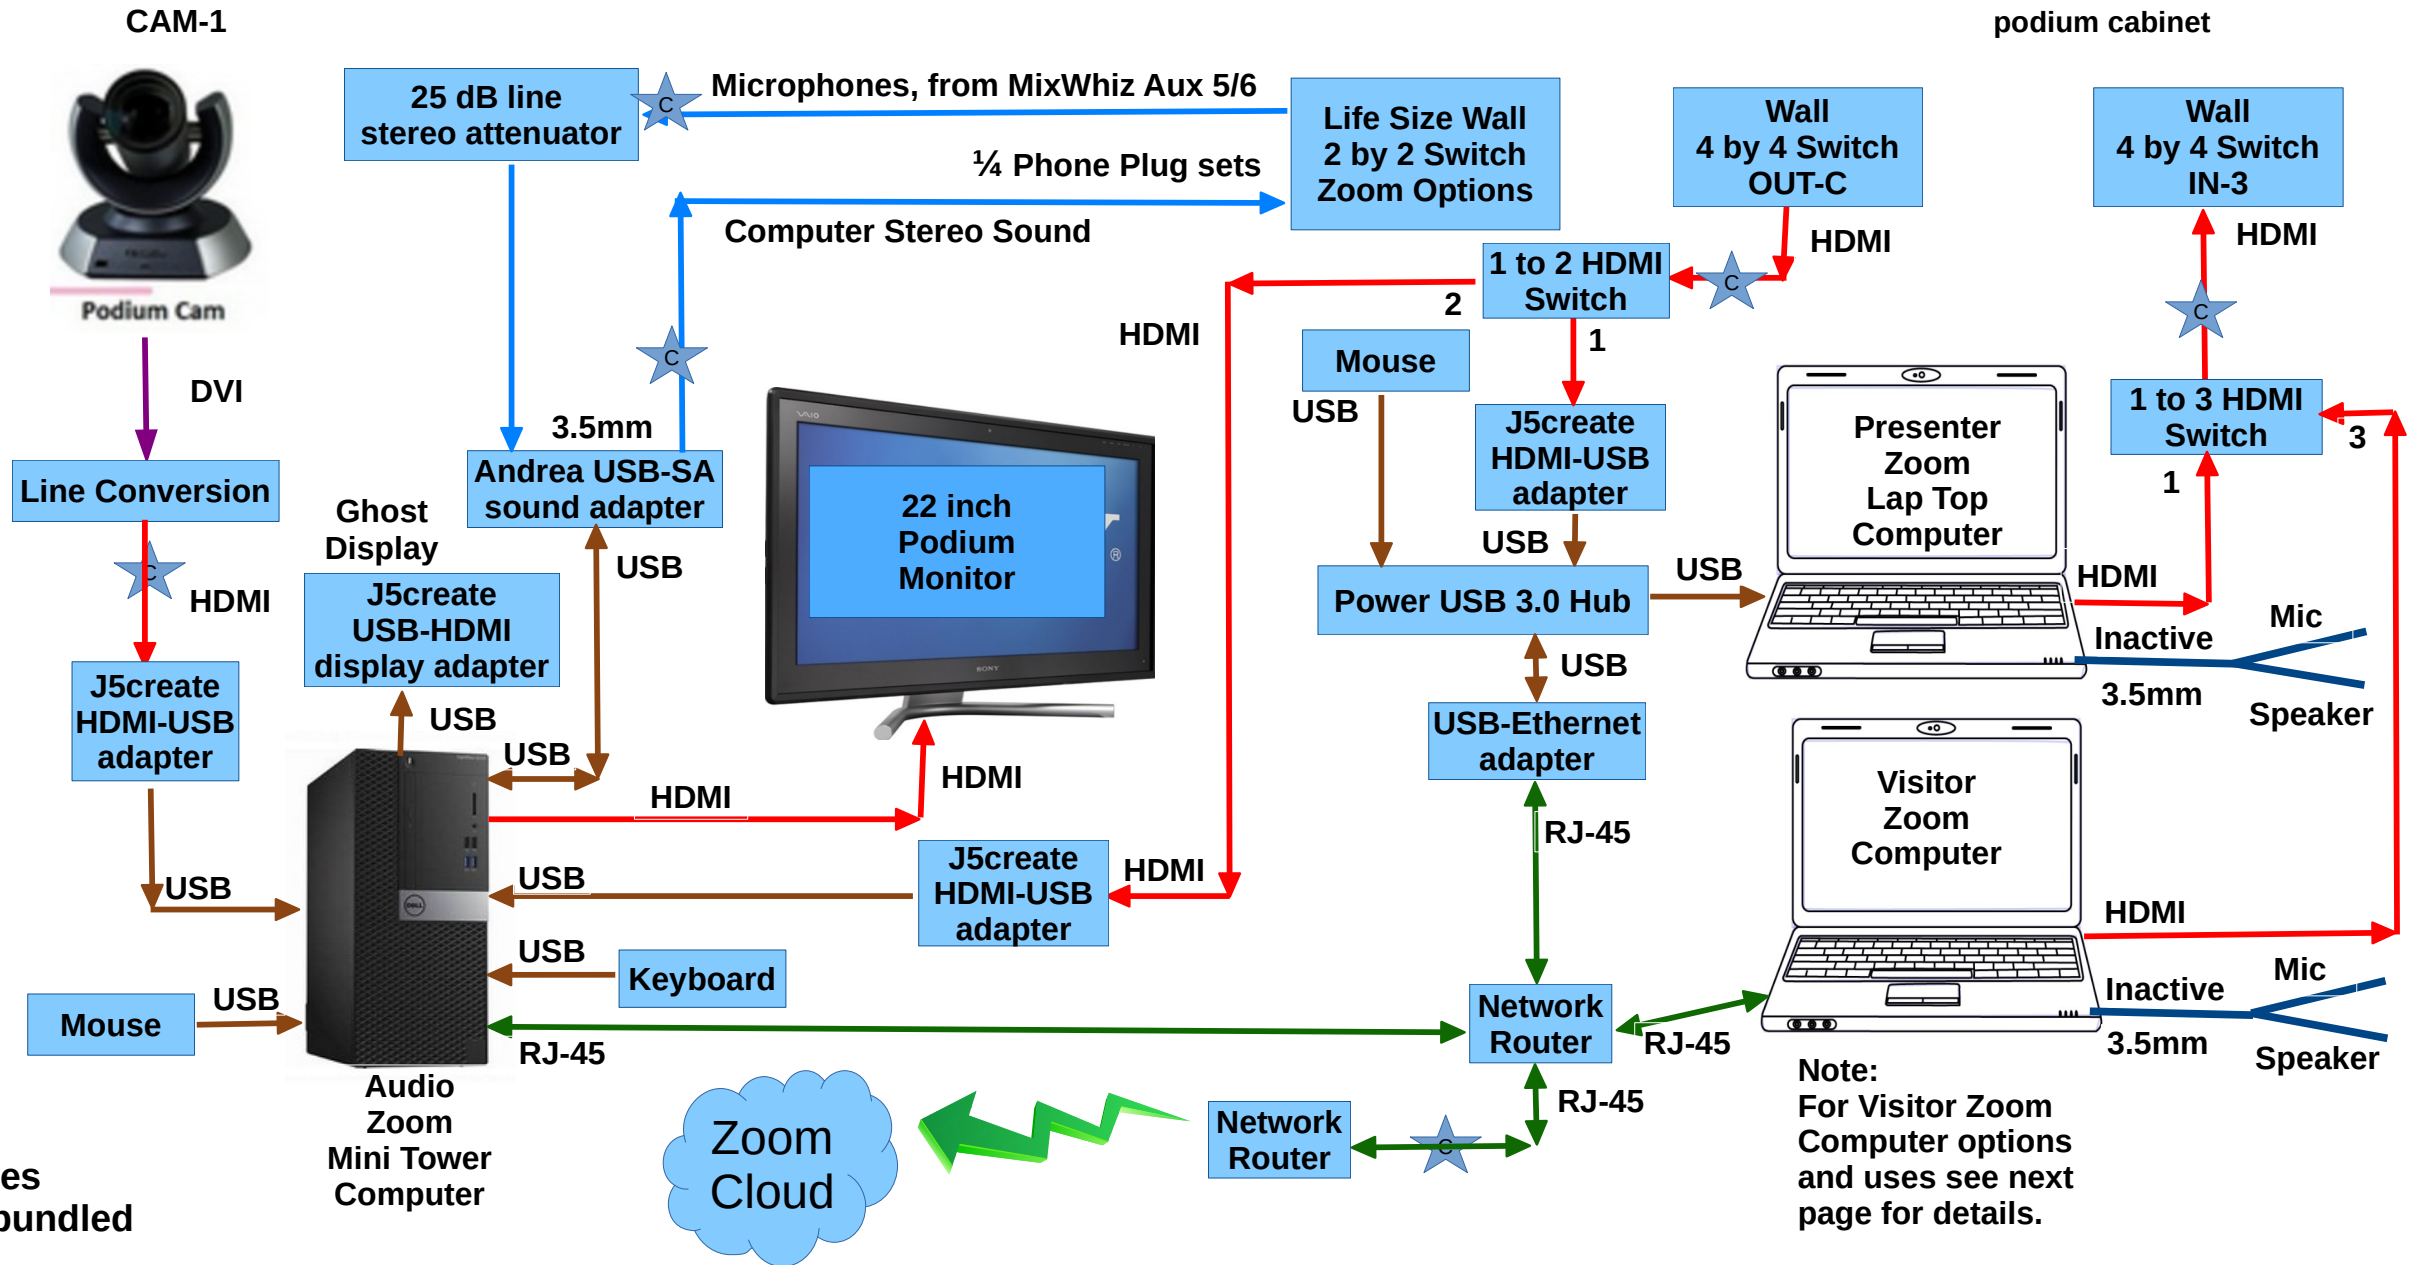 CAM-1
podium cabinet
Podium Cam
DVI
Line Conversion
C
HDMI
J5create
HDMI-USB
adapter
USB
Mouse
USB
25 dB line
stereo attenuator
C
Microphones, from MixWhiz Aux 5/6
¼ Phone Plug sets
Computer Stereo Sound
Life Size Wall
2 by 2 Switch
Zoom Options
C
3.5mm
Andrea USB-SA
sound adapter
USB
Ghost
Display
J5create
USB-HDMI
display adapter
USB
USB
HDMI
HDMI
VAIO
22 inch
Podium
Monitor
®
SONY
DELL
USB
J5create
HDMI-USB
adapter
HDMI
USB
Keyboard
RJ-45
Audio
Zoom
Mini Tower
Computer
es
bundled
Zoom
Cloud
Network
Router
C
RJ-45
Network
Router
RJ-45
RJ-45
USB-Ethernet
adapter
USB
Power USB 3.0 Hub
USB
Mouse
USB
J5create
HDMI-USB
adapter
USB
1
2
HDMI
1 to 2 HDMI
Switch
C
HDMI
Wall
4 by 4 Switch
OUT-C
Wall
4 by 4 Switch
IN-3
HDMI
C
1 to 3 HDMI
Switch
3
1
Presenter
Zoom
Lap Top
Computer
HDMI
Inactive
3.5mm
Mic
Speaker
Visitor
Zoom
Computer
HDMI
Inactive
3.5mm
Mic
Speaker
Note:
For Visitor Zoom
Computer options
and uses see next
page for details.